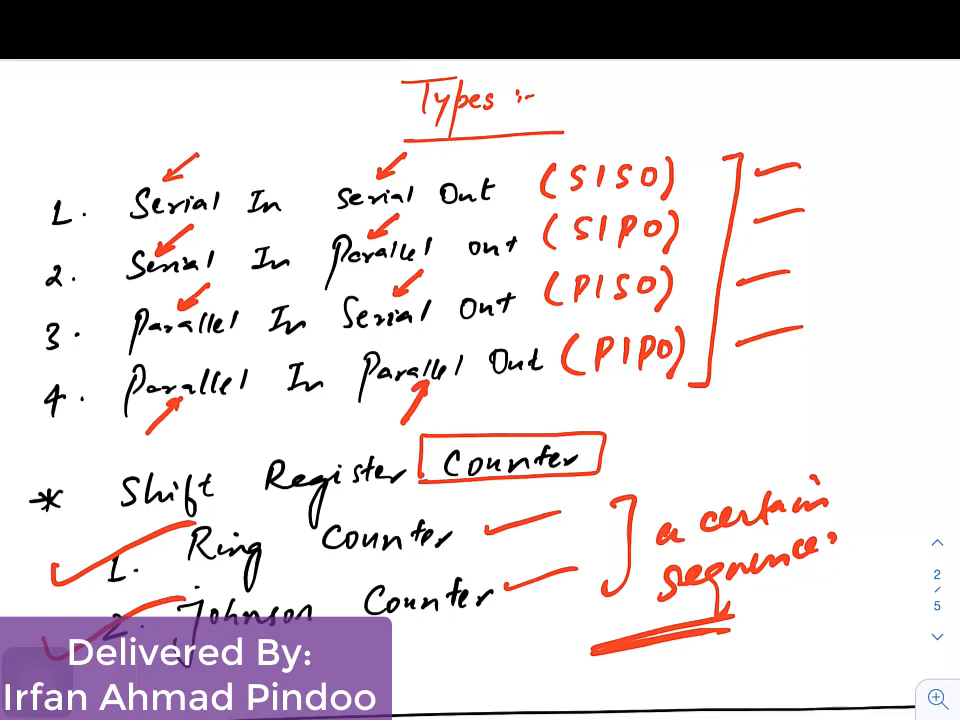 Types :-
1. Serial In Serial Out (SISO)
2. Serial In Parallel out (SIPO)
3. Parallel In Serial Out (PISO)
4. Parallel In Parallel Out (PIPO)
* Shift Register Counter
1. Ring Counter
2. Johnson Counter
a certain
sequence.
2
/
5
Delivered By:
Irfan Ahmad Pindoo